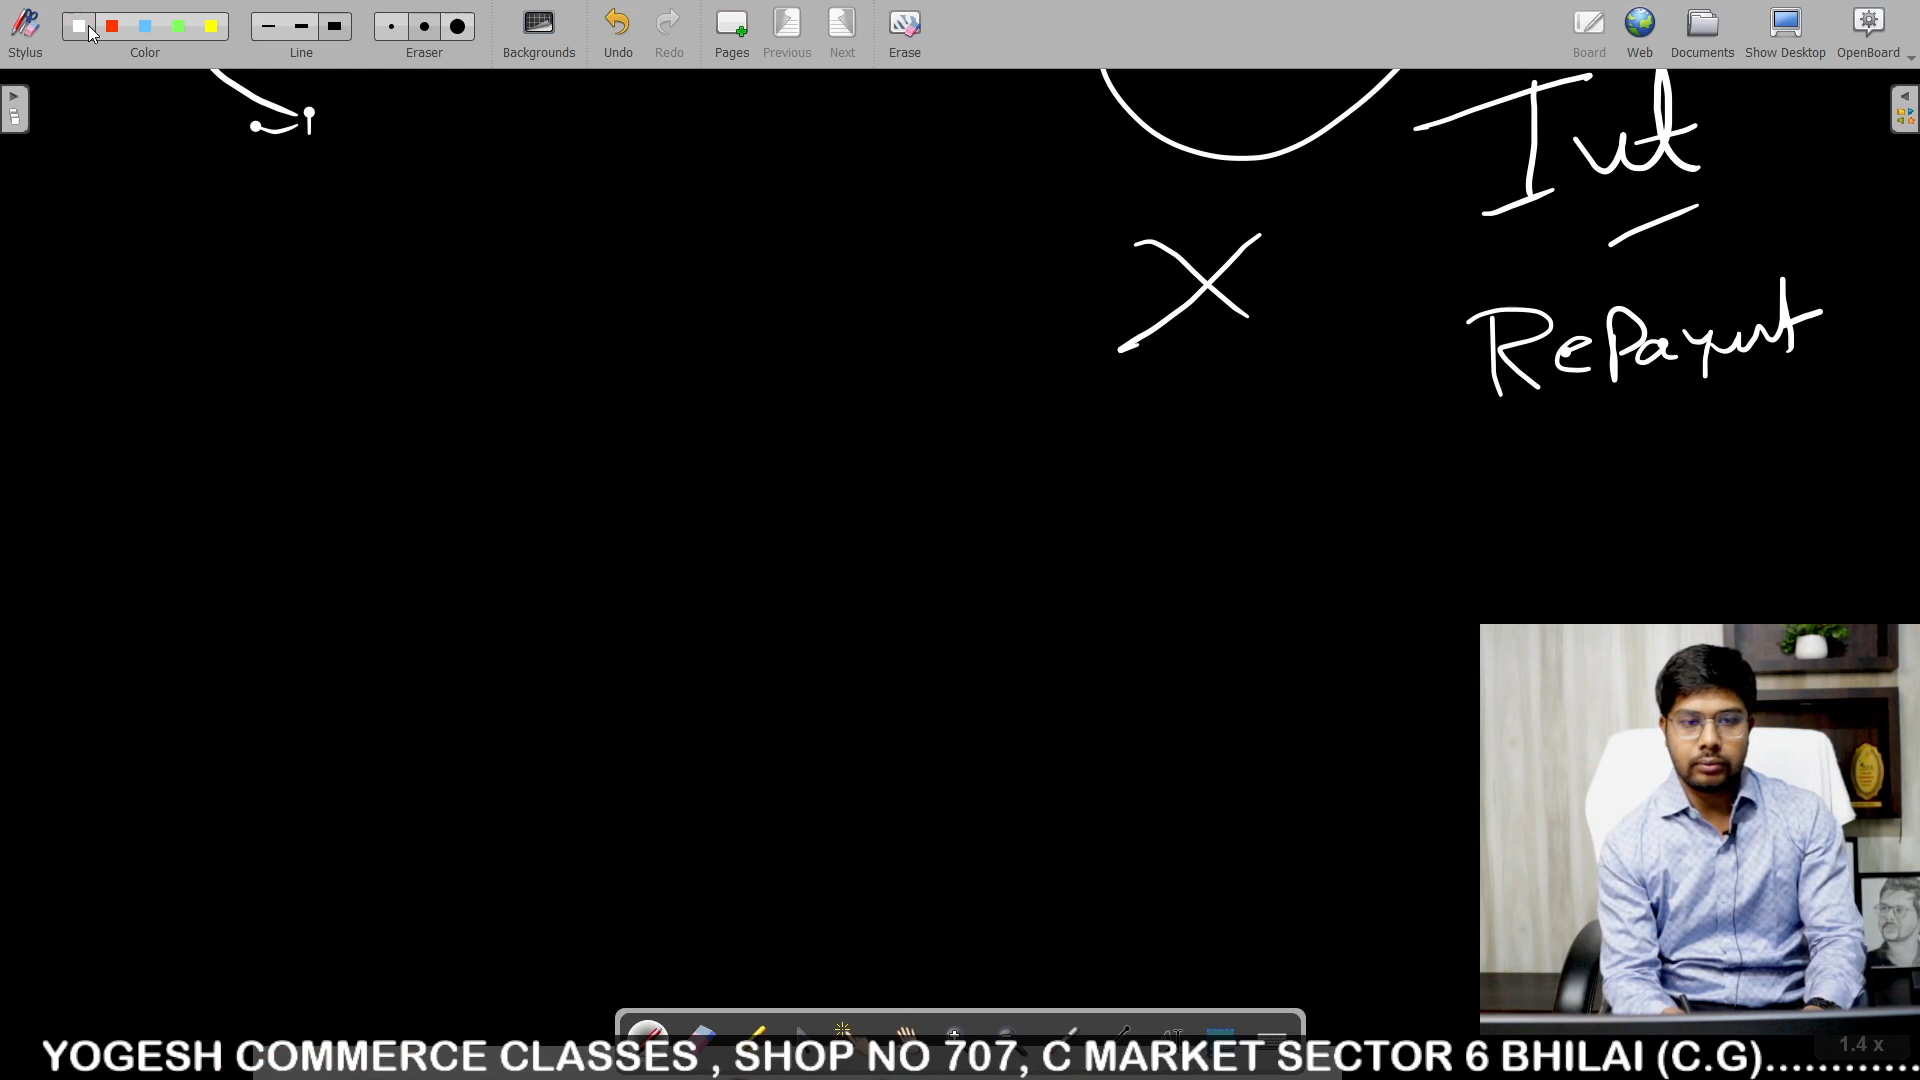 Stylus Color Line Eraser Backgrounds Undo Redo Pages Previous Next Erase Board Web Documents Show Desktop OpenBoard
Int
X
RePayment
1.4 x
YOGESH COMMERCE CLASSES , SHOP NO 707, C MARKET SECTOR 6 BHILAI (C.G)............